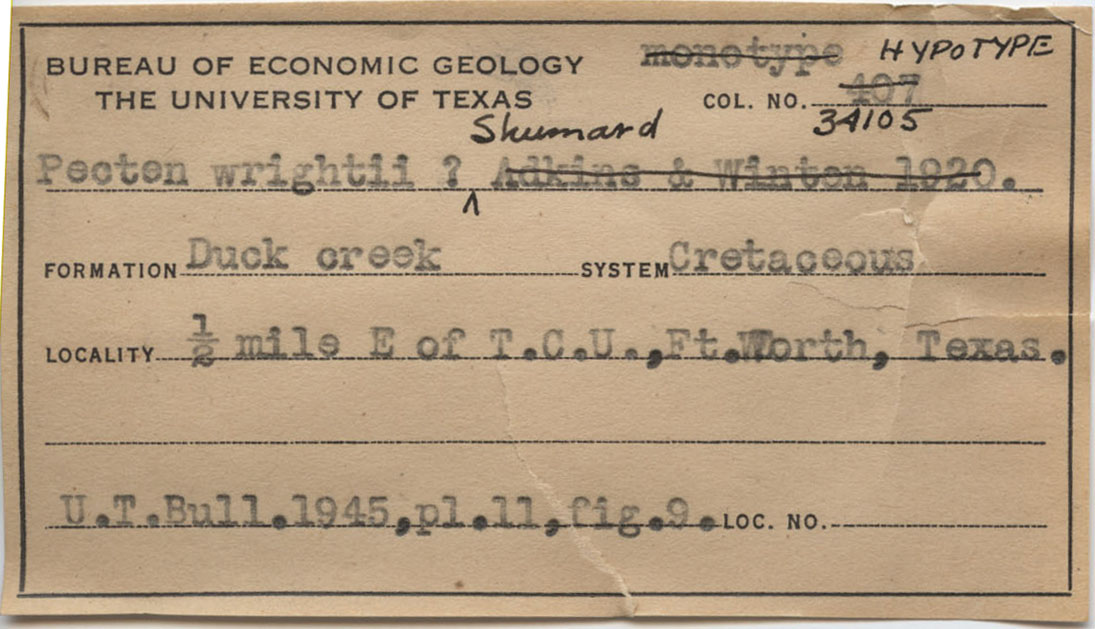 monotype HYPOTYPE
BUREAU OF ECONOMIC GEOLOGY
THE UNIVERSITY OF TEXAS
COL. NO. 407
34105
Shumard
Pecten wrightii ? Adkins & Winton 1920.
FORMATION Duck creek SYSTEM Cretaceous
LOCALITY ½ mile E of T.C.U., Ft.Worth, Texas.
U.T.Bull.1945,pl.11,fig.9. LOC. NO.